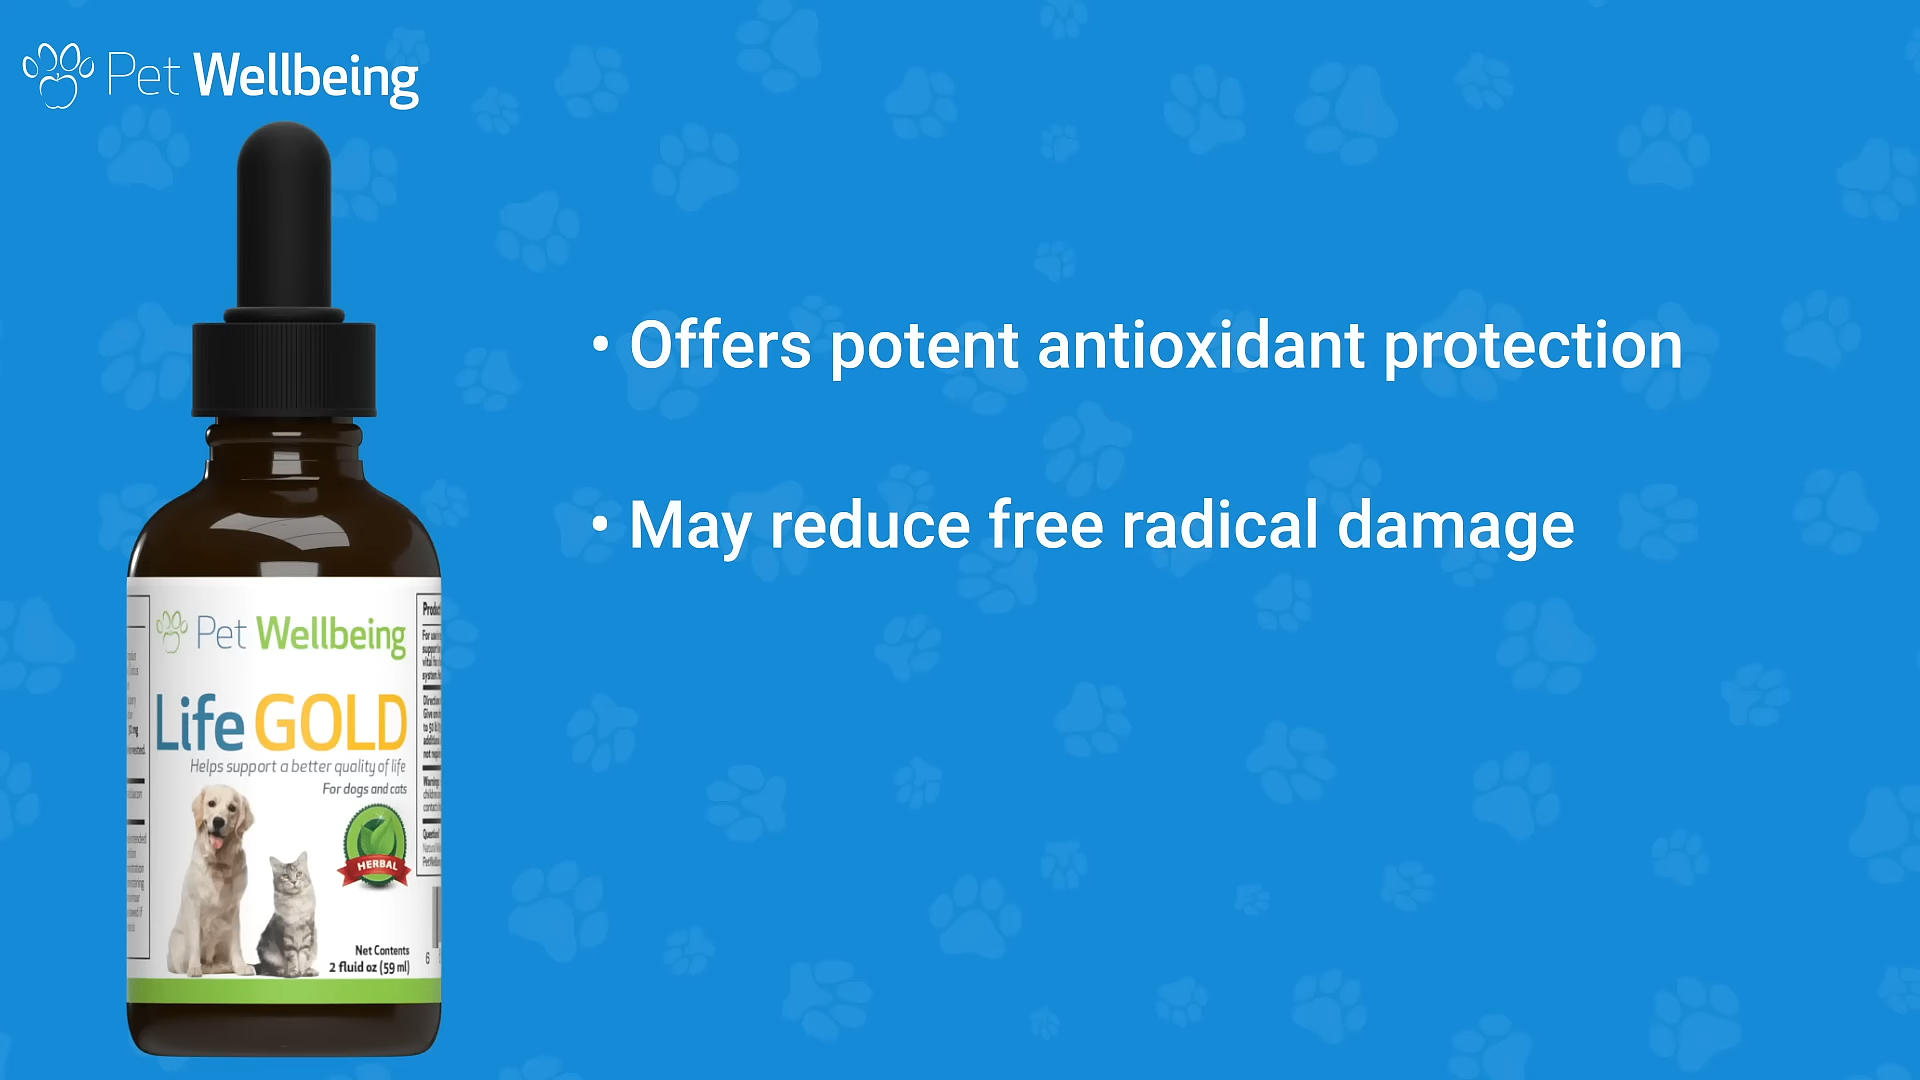 Pet Wellbeing
• Offers potent antioxidant protection
• May reduce free radical damage
Pet Wellbeing
Life GOLD
Helps support a better quality of life
For dogs and cats
HERBAL
Net Contents
2 fluid oz (59 ml)
6